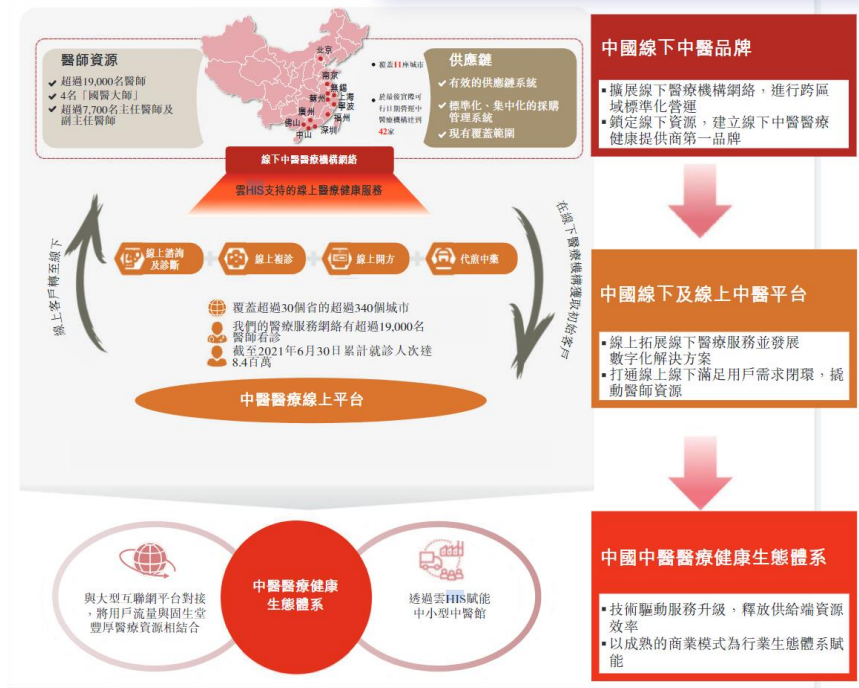 醫師資源
超過19,000名醫師
4名「國醫大師」
超過7,700名主任醫師及
副主任醫師
北京
南京
無錫
蘇州
上海
寧波
福州
廣州
佛山
中山
深圳
覆蓋11座城市
於最後實際可
行日期營運中
醫療機構達到
42家
供應鏈
有效的供應鏈系統
標準化、集中化的採購
管理系統
現有覆蓋範圍
線下中醫醫療機構網絡
雲HIS支持的線上醫療健康服務
線上客戶轉至線下
在線下醫療機構獲取初始客戶
線上諮詢
及診斷
線上複診
線上開方
代煎中藥
覆蓋超過30個省的超過340個城市
我們的醫療服務網絡有超過19,000名
醫師看診
截至2021年6月30日累計就診人次達
8.4百萬
中醫醫療線上平台
與大型互聯網平台對接
，將用戶流量與固生堂
豐厚醫療資源相結合
中醫醫療健康
生態體系
透過雲HIS賦能
中小型中醫館
中國線下中醫品牌
▪擴展線下醫療機構網絡，進行跨區
域標準化營運
▪鎖定線下資源，建立線下中醫醫療
健康提供商第一品牌
中國線下及線上中醫平台
▪線上拓展線下醫療服務並發展
數字化解決方案
▪打通線上線下滿足用戶需求閉環，撬
動醫師資源
中國中醫醫療健康生態體系
▪技術驅動服務升級，釋放供給端資源
效率
▪以成熟的商業模式為行業生態體系賦
能